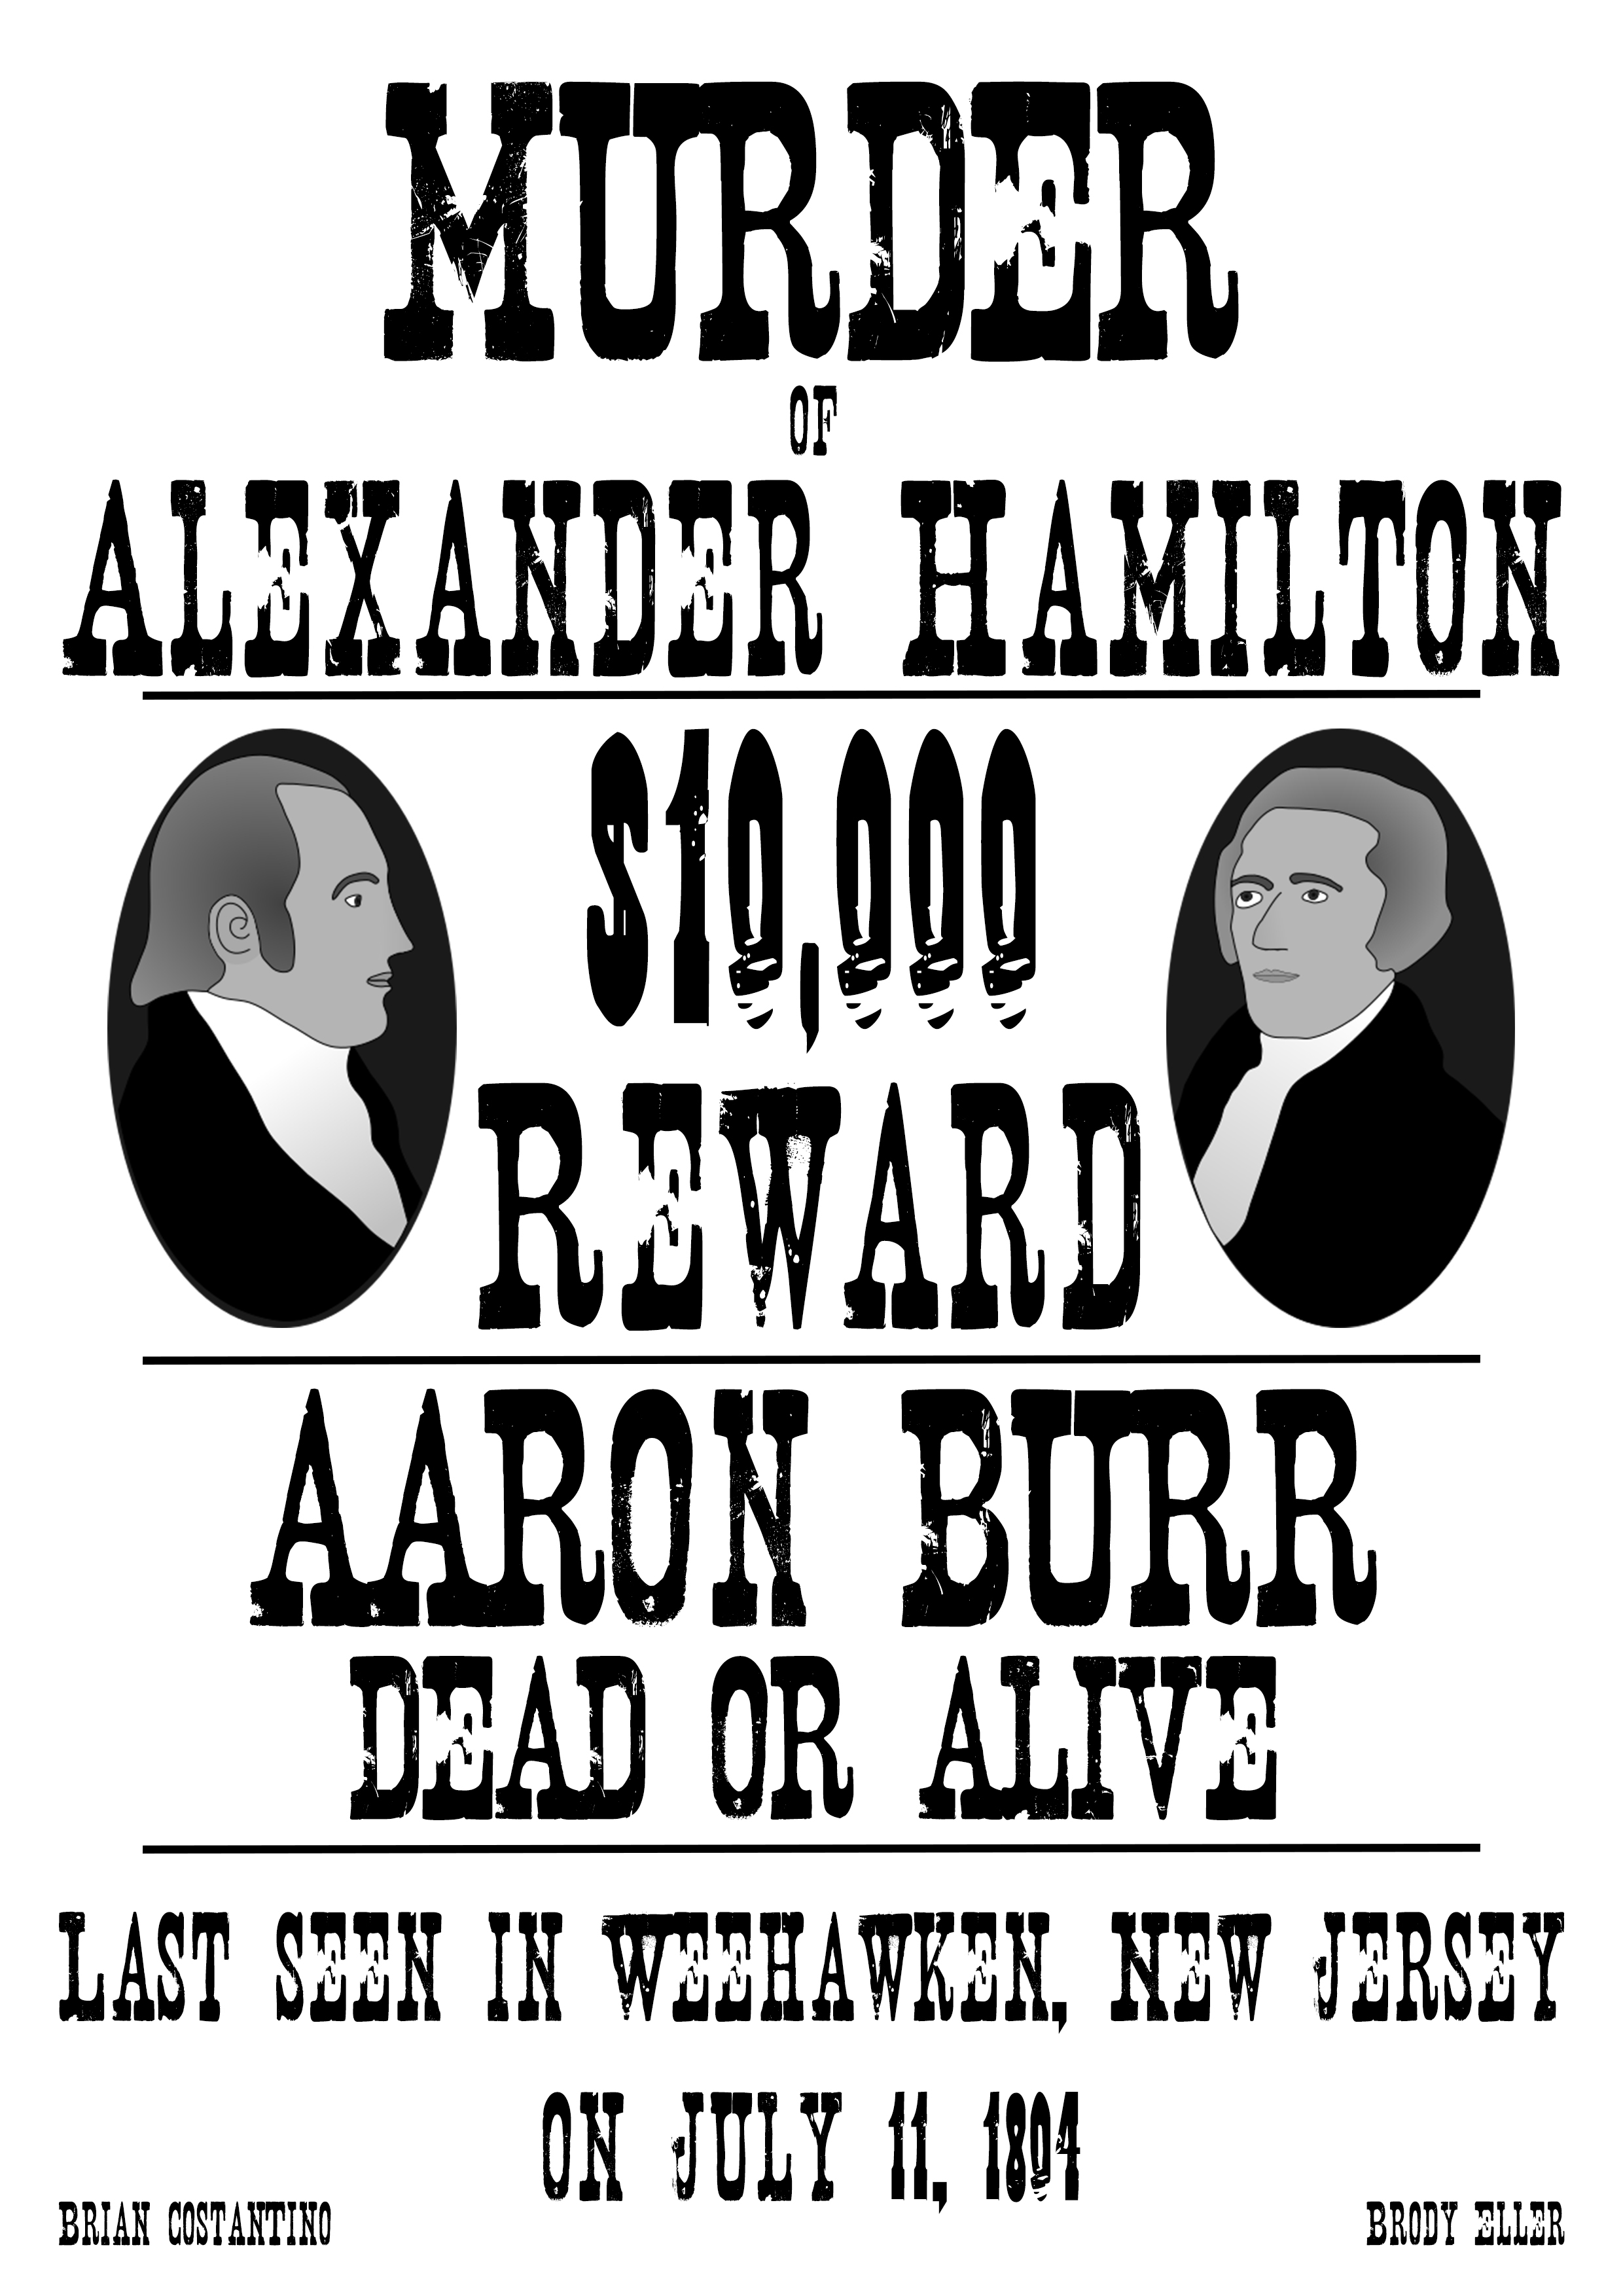 MURDER
OF
ALEXANDER HAMILTON
$10,000
REWARD
AARON BURR
DEAD OR ALIVE
LAST SEEN IN WEEHAWKEN, NEW JERSEY
ON JULY 11, 1804
BRIAN COSTANTINO
BRODY ELLER